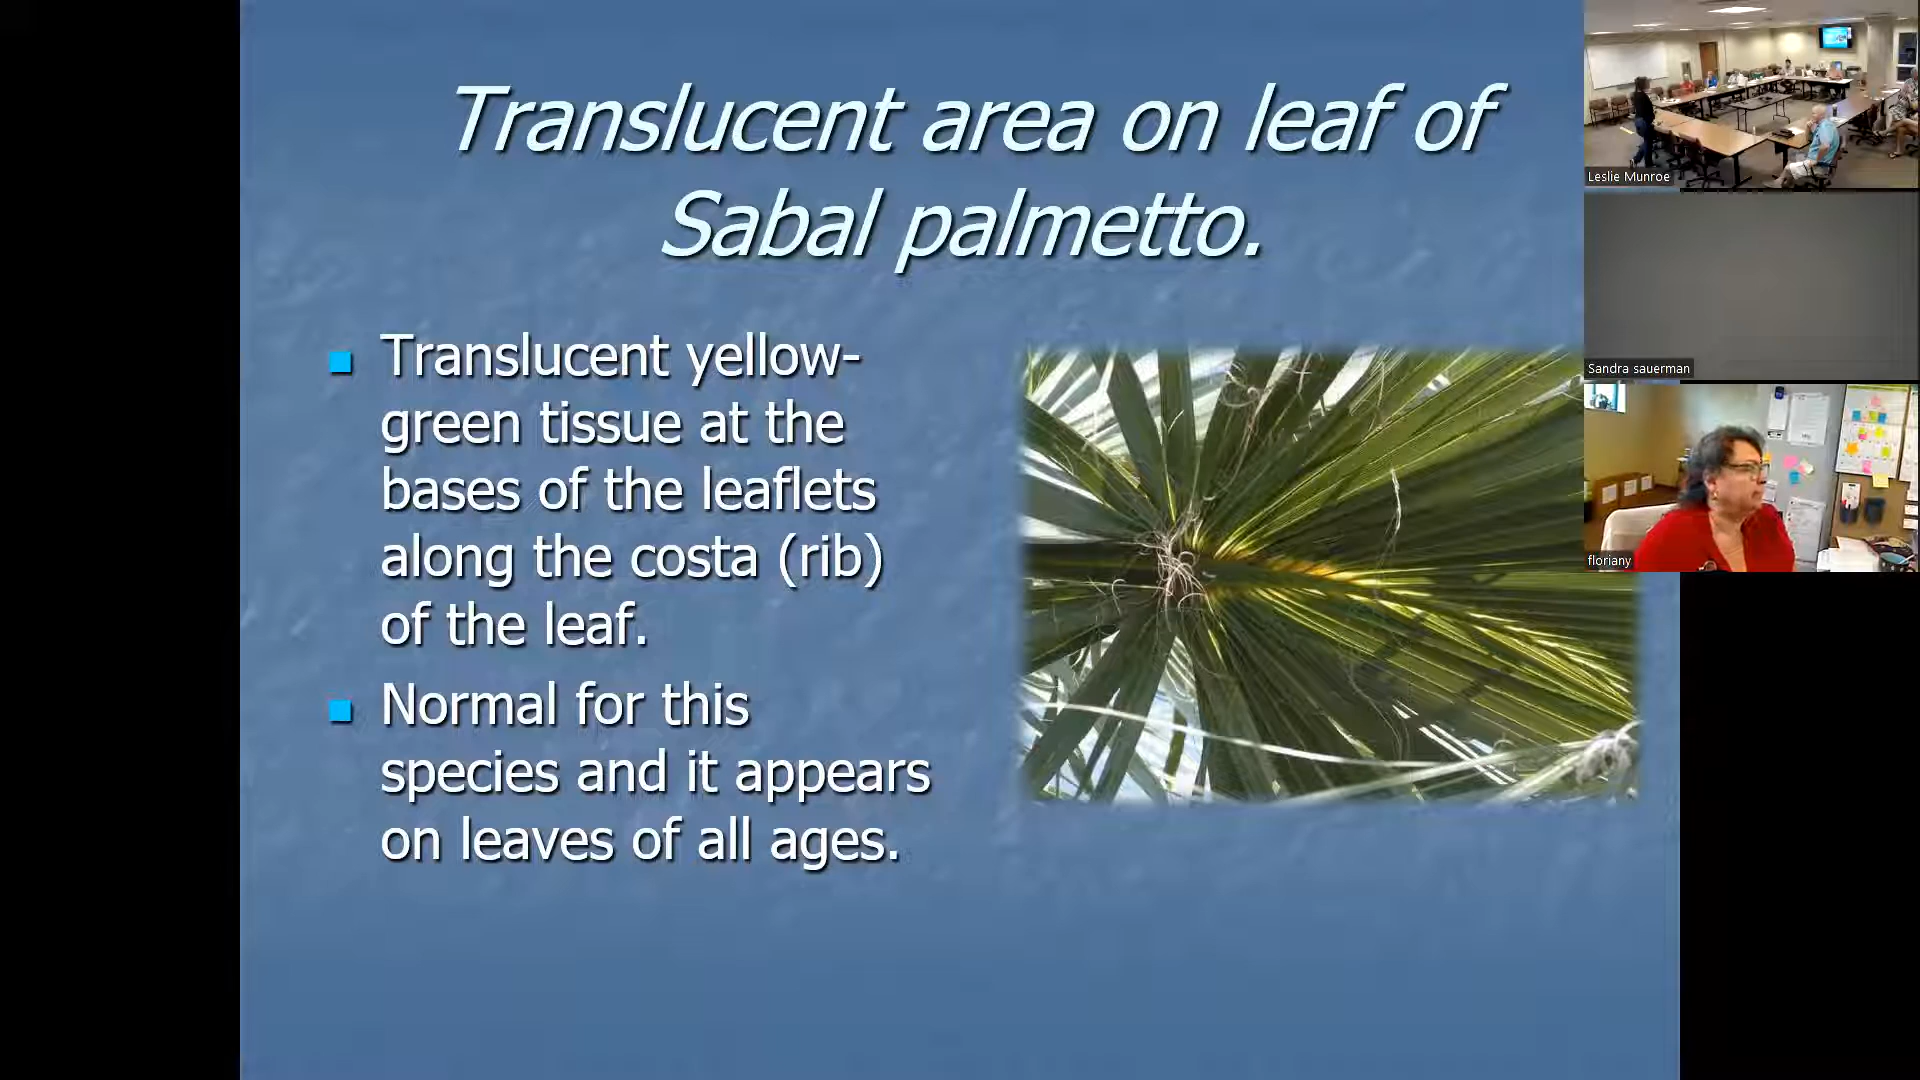 Translucent area on leaf of
Sabal palmetto.
Translucent yellow-
green tissue at the
bases of the leaflets
along the costa (rib)
of the leaf.
Normal for this
species and it appears
on leaves of all ages.
Leslie Munroe
Sandra sauerman
floriany